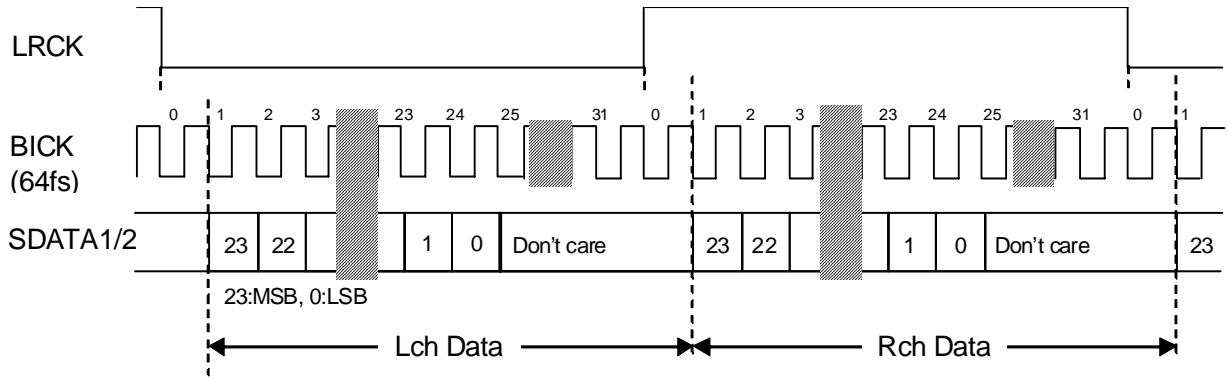 LRCK
0 1 2 3 23 24 25 31 0 1 2 3 23 24 25 31 0 1
BICK
(64fs)
SDATA1/2 23 22 1 0 Don't care 23 22 1 0 Don't care 23
23:MSB, 0:LSB
Lch Data Rch Data